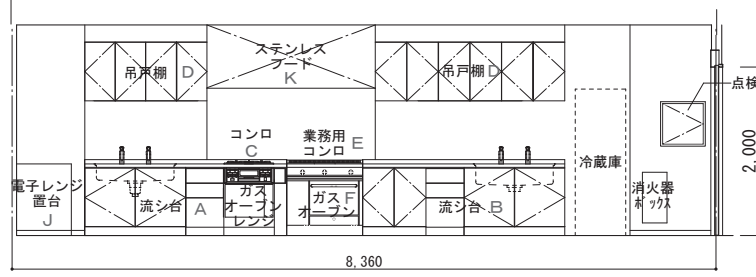 ステンレス
フード
K
吊戸棚 D
吊戸棚 D
点検
2,000
コンロ
C
業務用
コンロ E
冷蔵庫
電子レンジ
置台
J
流し台 A
ガス
オーブン
レンジ
ガス F
オーブン
流し台 B
消火器
ボックス
8,360